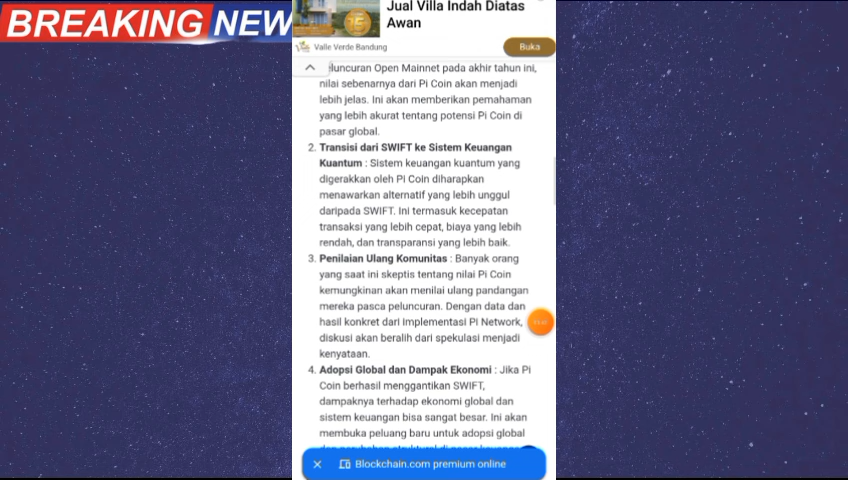 BREAKING NEW
Jual Villa Indah Diatas
Awan
Valle Verde Bandung
Buka
eluncuran Open Mainnet pada akhir tahun ini,
nilai sebenarnya dari Pi Coin akan menjadi
lebih jelas. Ini akan memberikan pemahaman
yang lebih akurat tentang potensi Pi Coin di
pasar global.
2. Transisi dari SWIFT ke Sistem Keuangan
Kuantum : Sistem keuangan kuantum yang
digerakkan oleh Pi Coin diharapkan
menawarkan alternatif yang lebih unggul
daripada SWIFT. Ini termasuk kecepatan
transaksi yang lebih cepat, biaya yang lebih
rendah, dan transparansi yang lebih baik.
3. Penilaian Ulang Komunitas : Banyak orang
yang saat ini skeptis tentang nilai Pi Coin
kemungkinan akan menilai ulang pandangan
mereka pasca peluncuran. Dengan data dan
hasil konkret dari implementasi Pi Network,
diskusi akan beralih dari spekulasi menjadi
kenyataan.
4. Adopsi Global dan Dampak Ekonomi : Jika Pi
Coin berhasil menggantikan SWIFT,
dampaknya terhadap ekonomi global dan
sistem keuangan bisa sangat besar. Ini akan
membuka peluang baru untuk adopsi global
Blockchain.com premium online